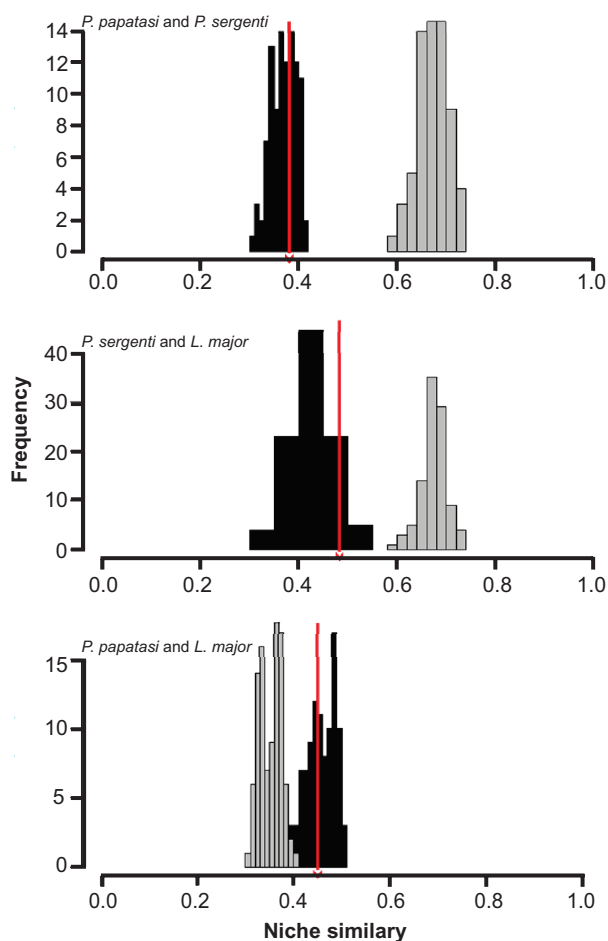 P. papatasi and P. sergenti
14
12
10
8
6
4
2
0
0.0 0.2 0.4 0.6 0.8 1.0
P. sergenti and L. major
40
30
20
10
0
0.0 0.2 0.4 0.6 0.8 1.0
Frequency
P. papatasi and L. major
15
10
5
0
0.0 0.2 0.4 0.6 0.8 1.0
Niche similary